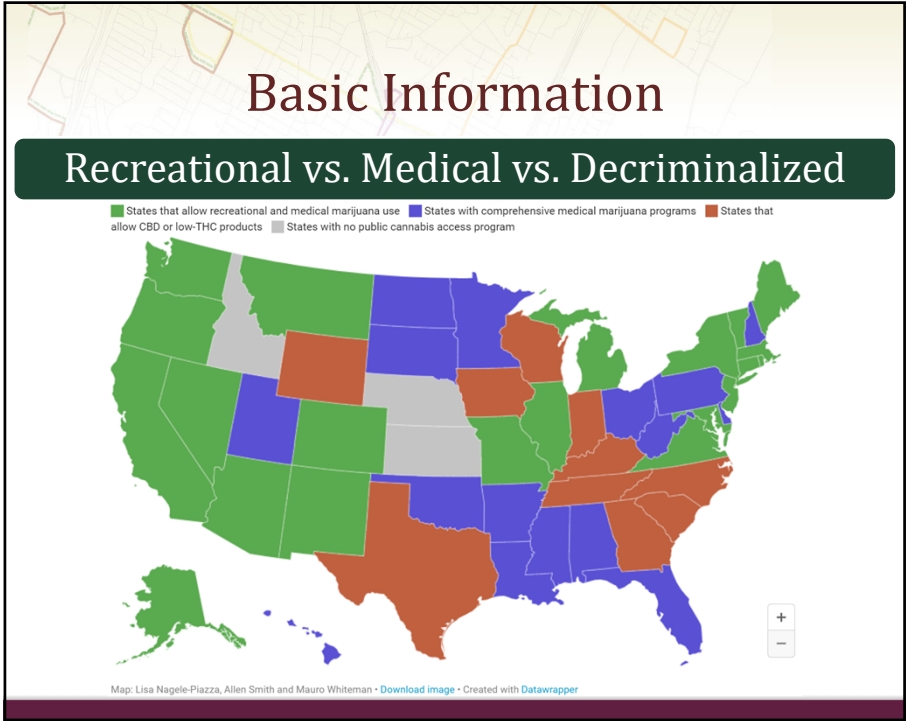 Basic Information
Recreational vs. Medical vs. Decriminalized
States that allow recreational and medical marijuana use States with comprehensive medical marijuana programs States that
allow CBD or low-THC products States with no public cannabis access program
+
−
Map: Lisa Nagele-Piazza, Allen Smith and Mauro Whiteman • Download image • Created with Datawrapper